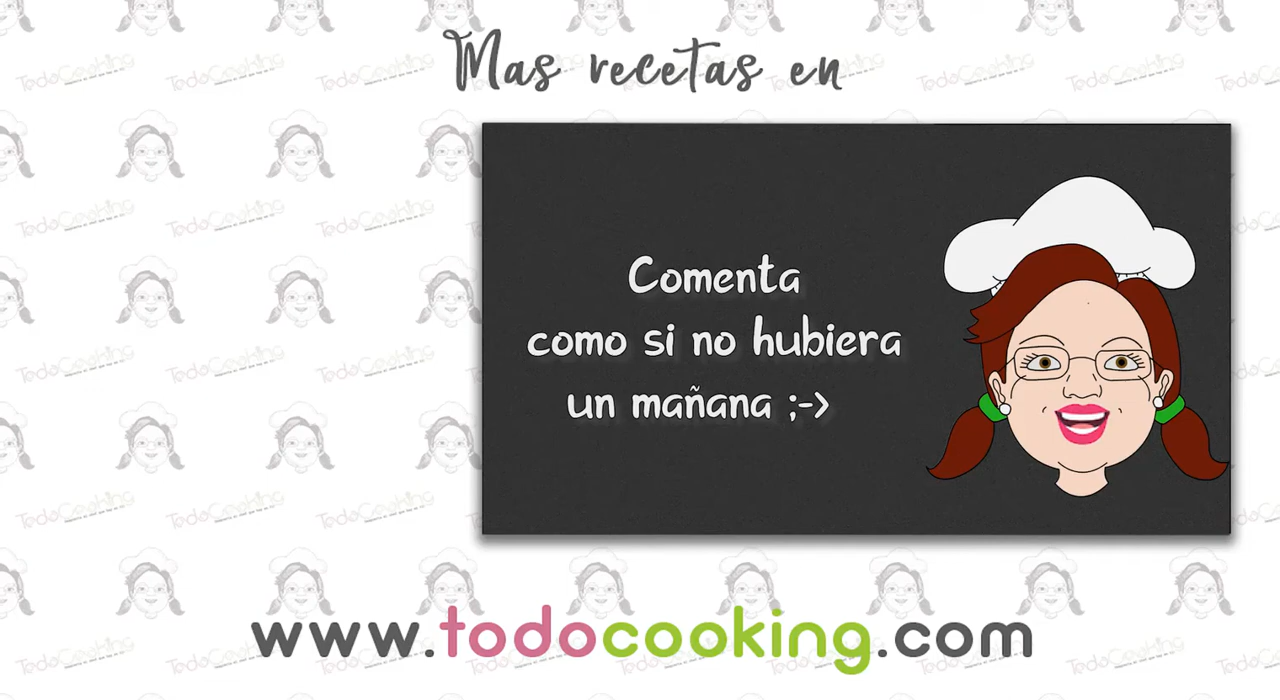 Mas recetas en
Comenta
como si no hubiera
un mañana ;->
www.todocooking.com